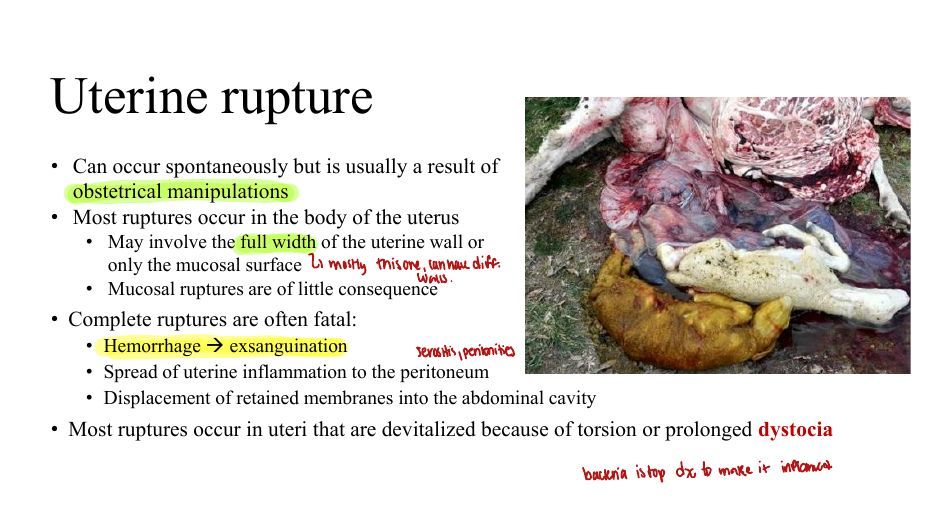 Uterine rupture
• Can occur spontaneously but is usually a result of
obstetrical manipulations
• Most ruptures occur in the body of the uterus
• May involve the full width of the uterine wall or
only the mucosal surface mostly this one, can have diff.
walls.
• Mucosal ruptures are of little consequence
• Complete ruptures are often fatal:
• Hemorrhage → exsanguination
serositis, peritonities
• Spread of uterine inflammation to the peritoneum
• Displacement of retained membranes into the abdominal cavity
• Most ruptures occur in uteri that are devitalized because of torsion or prolonged dystocia
bacteria is top dx to make it